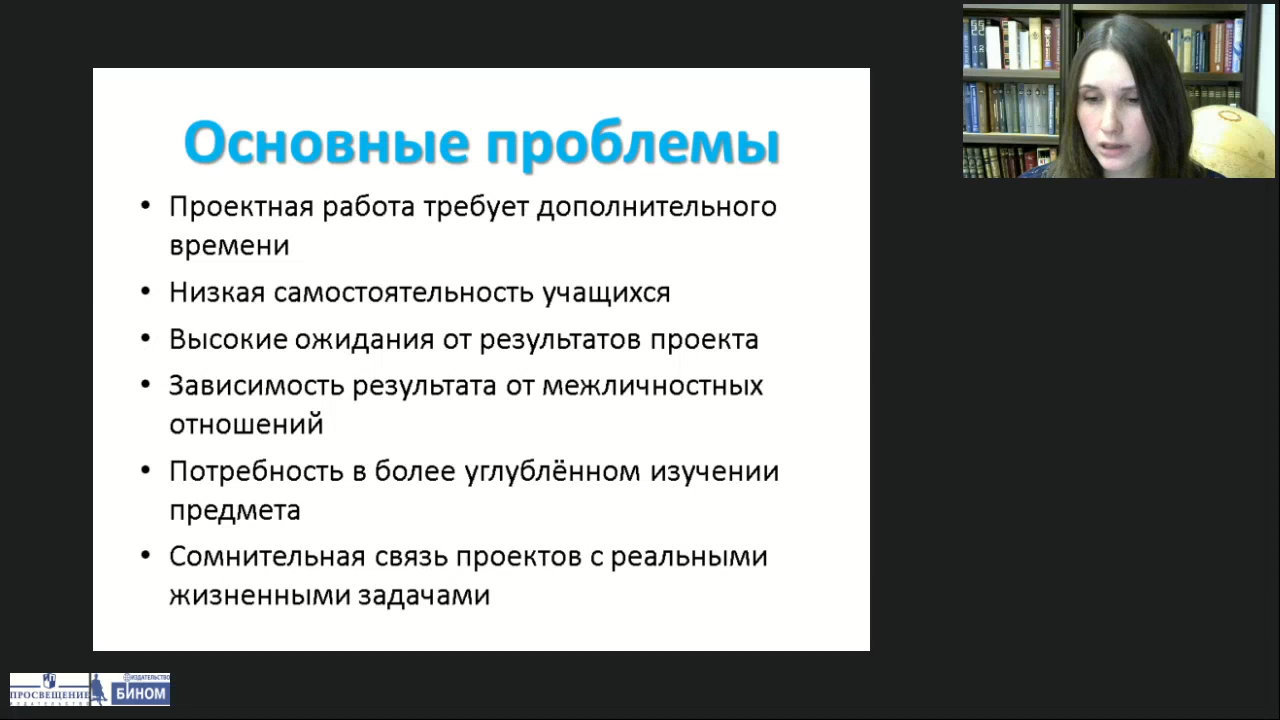 Основные проблемы
• Проектная работа требует дополнительного
времени
• Низкая самостоятельность учащихся
• Высокие ожидания от результатов проекта
• Зависимость результата от межличностных
отношений
• Потребность в более углублённом изучении
предмета
• Сомнительная связь проектов с реальными
жизненными задачами
ПРОСВЕЩЕНИЕ
ИЗДАТЕЛЬСТВО
ИЗДАТЕЛЬСТВО
БИНОМ